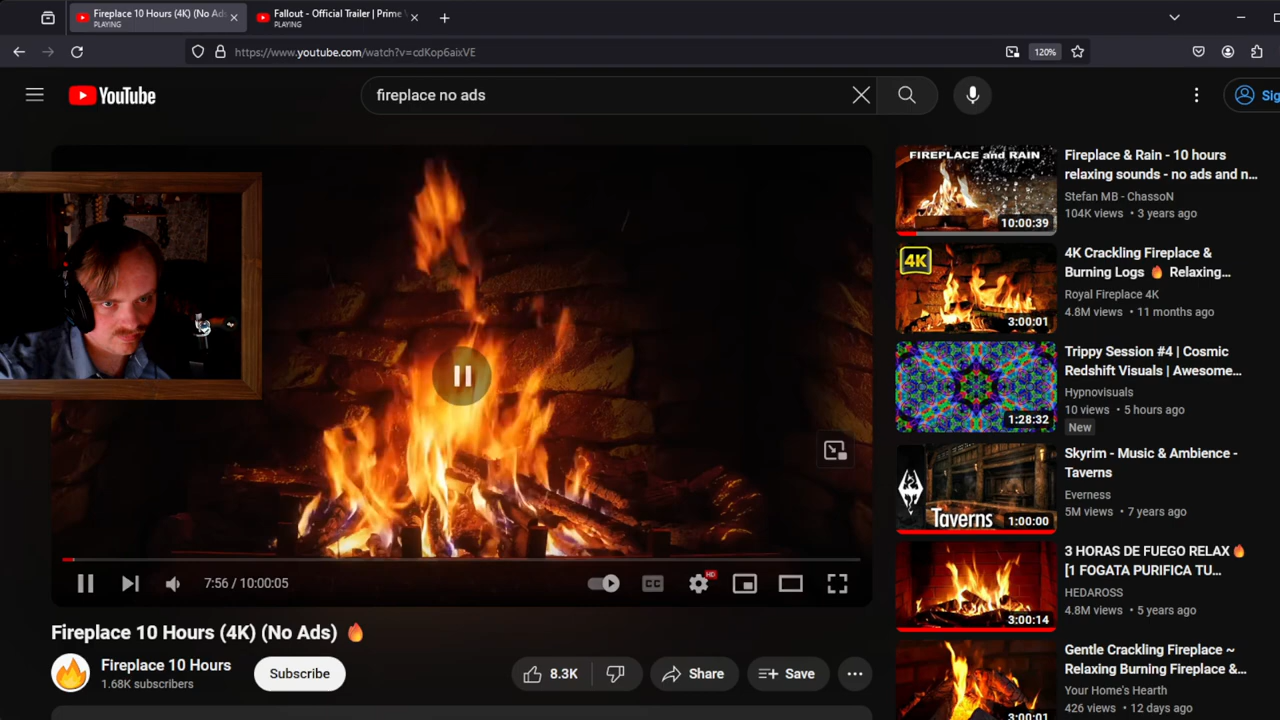 Fireplace 10 Hours (4K) (No Ads
PLAYING
Fallout - Official Trailer | Prime V
PLAYING
https://www.youtube.com/watch?v=cdKop6aixVE
120%
YouTube
fireplace no ads
Sig
FIREPLACE and RAIN
10:00:39
Fireplace & Rain - 10 hours
relaxing sounds - no ads and n...
Stefan MB - ChassoN
104K views • 3 years ago
4K
3:00:01
4K Crackling Fireplace &
Burning Logs 🔥 Relaxing...
Royal Fireplace 4K
4.8M views • 11 months ago
1:28:32
Trippy Session #4 | Cosmic
Redshift Visuals | Awesome...
Hypnovisuals
10 views • 5 hours ago
New
Taverns
1:00:00
Skyrim - Music & Ambience -
Taverns
Everness
5M views • 7 years ago
3:00:14
3 HORAS DE FUEGO RELAX 🔥
[1 FOGATA PURIFICA TU...
HEDAROSS
4.8M views • 5 years ago
3:00:01
Gentle Crackling Fireplace ~
Relaxing Burning Fireplace &...
Your Home's Hearth
426 views • 12 days ago
7:56 / 10:00:05
CC
HD
Fireplace 10 Hours (4K) (No Ads) 🔥
Fireplace 10 Hours
1.68K subscribers
Subscribe
8.3K
Share
Save